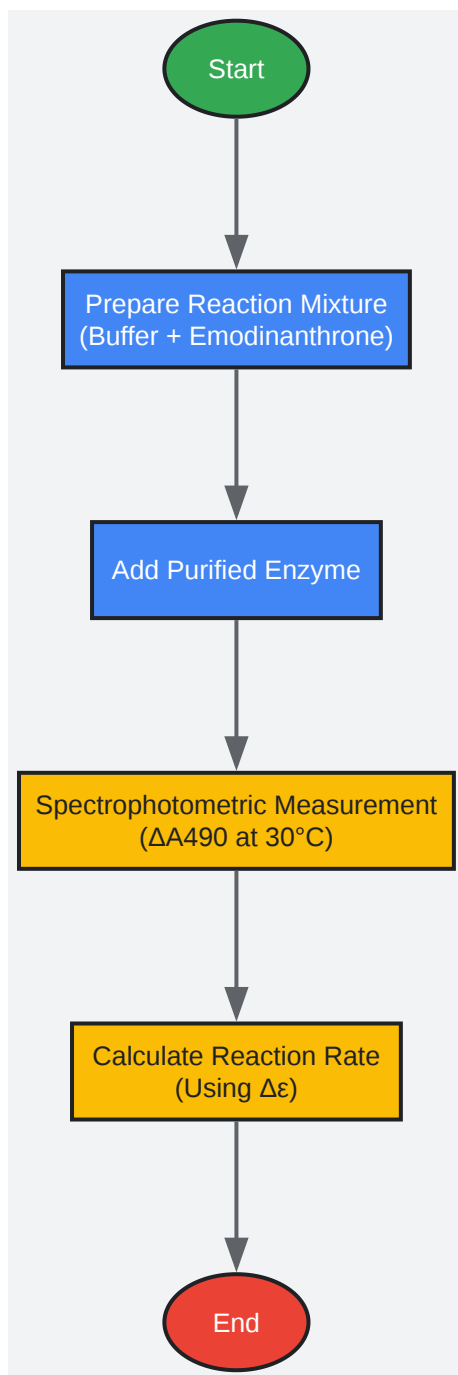 Start
Prepare Reaction Mixture
(Buffer + Emodinanthrone)
Add Purified Enzyme
Spectrophotometric Measurement
(ΔA490 at 30°C)
Calculate Reaction Rate
(Using Δε)
End